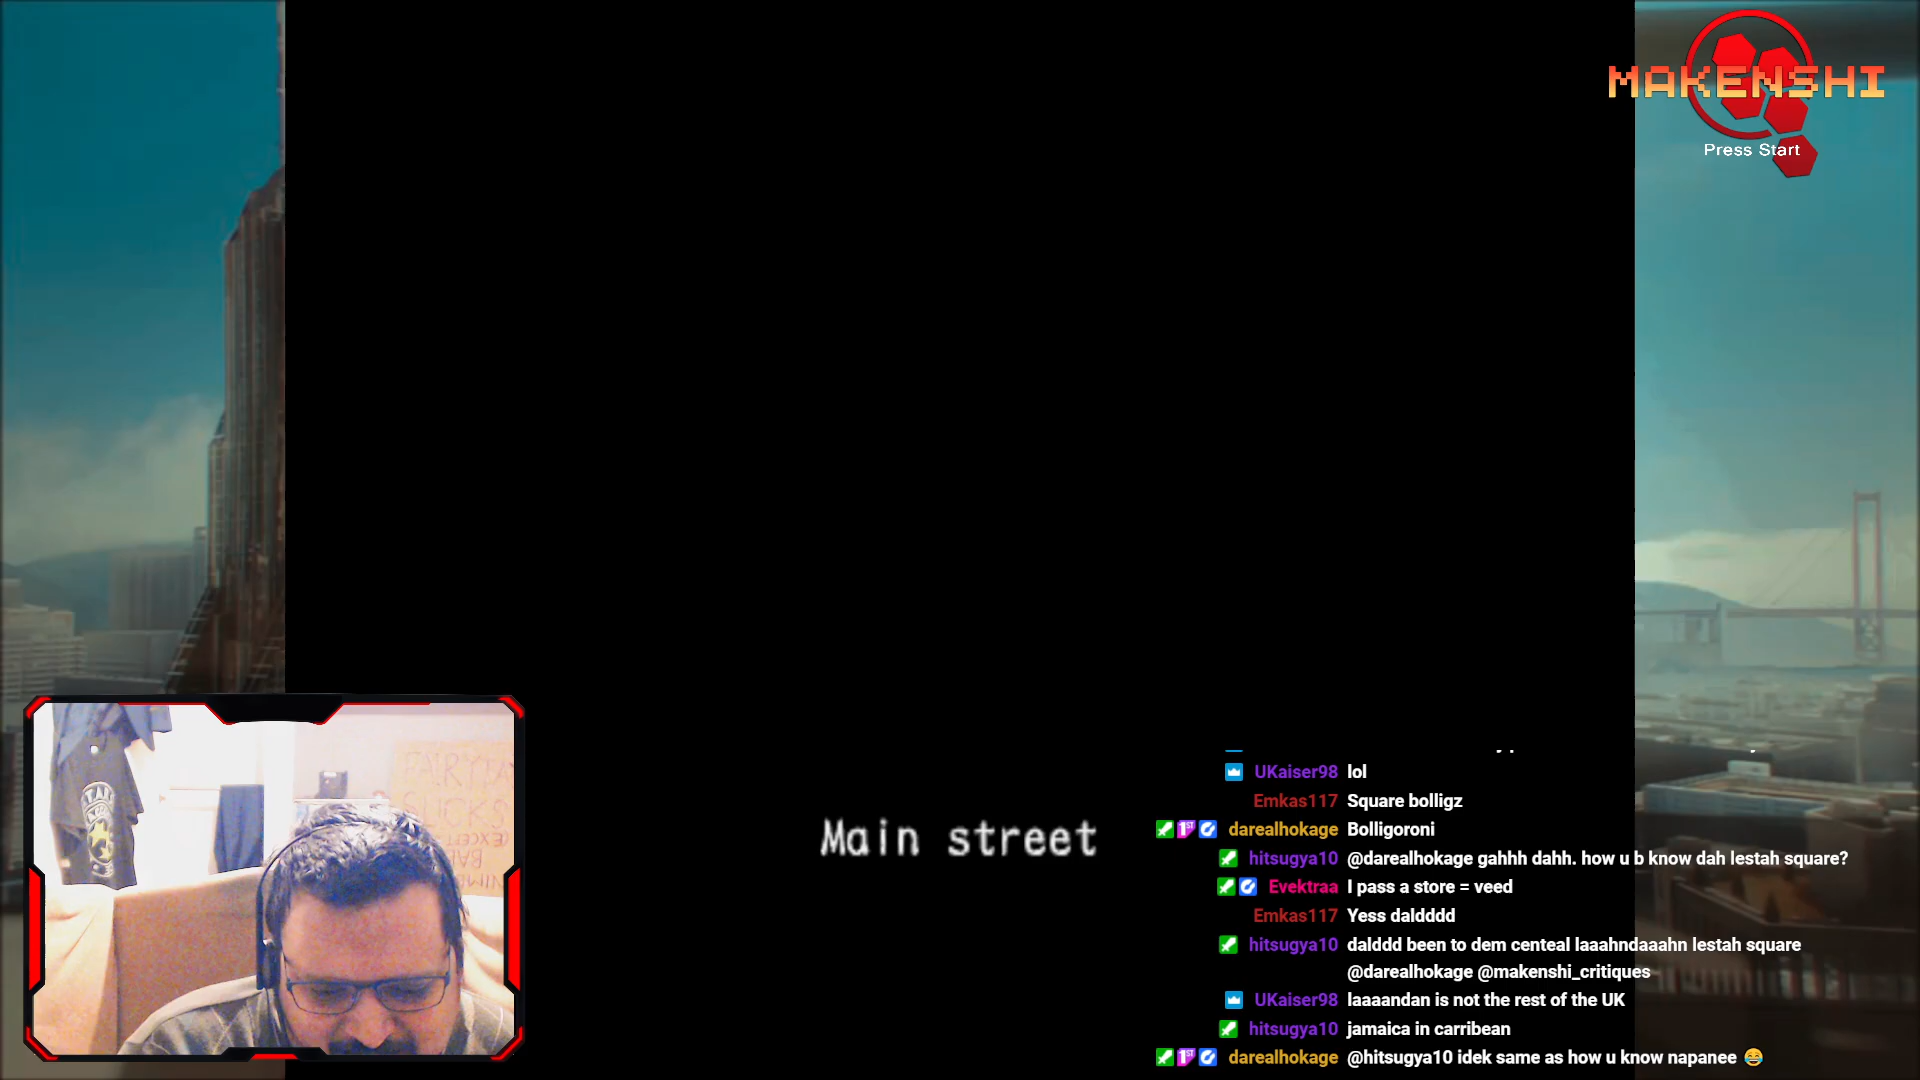 MAKENSHI
Press Start
FAIRYTAIL
SUCKS
Main street
UKaiser98 lol
Emkas117 Square bolligz
darealhokage Bolligoroni
hitsugya10 @darealhokage gahhh dahh. how u b know dah lestah square?
Evektraa I pass a store = veed
Emkas117 Yess daldddd
hitsugya10 dalddd been to dem centeal laaahndaaahn lestah square
@darealhokage @makenshi_critiques
UKaiser98 laaaandan is not the rest of the UK
hitsugya10 jamaica in carribean
darealhokage @hitsugya10 idek same as how u know napanee 😂